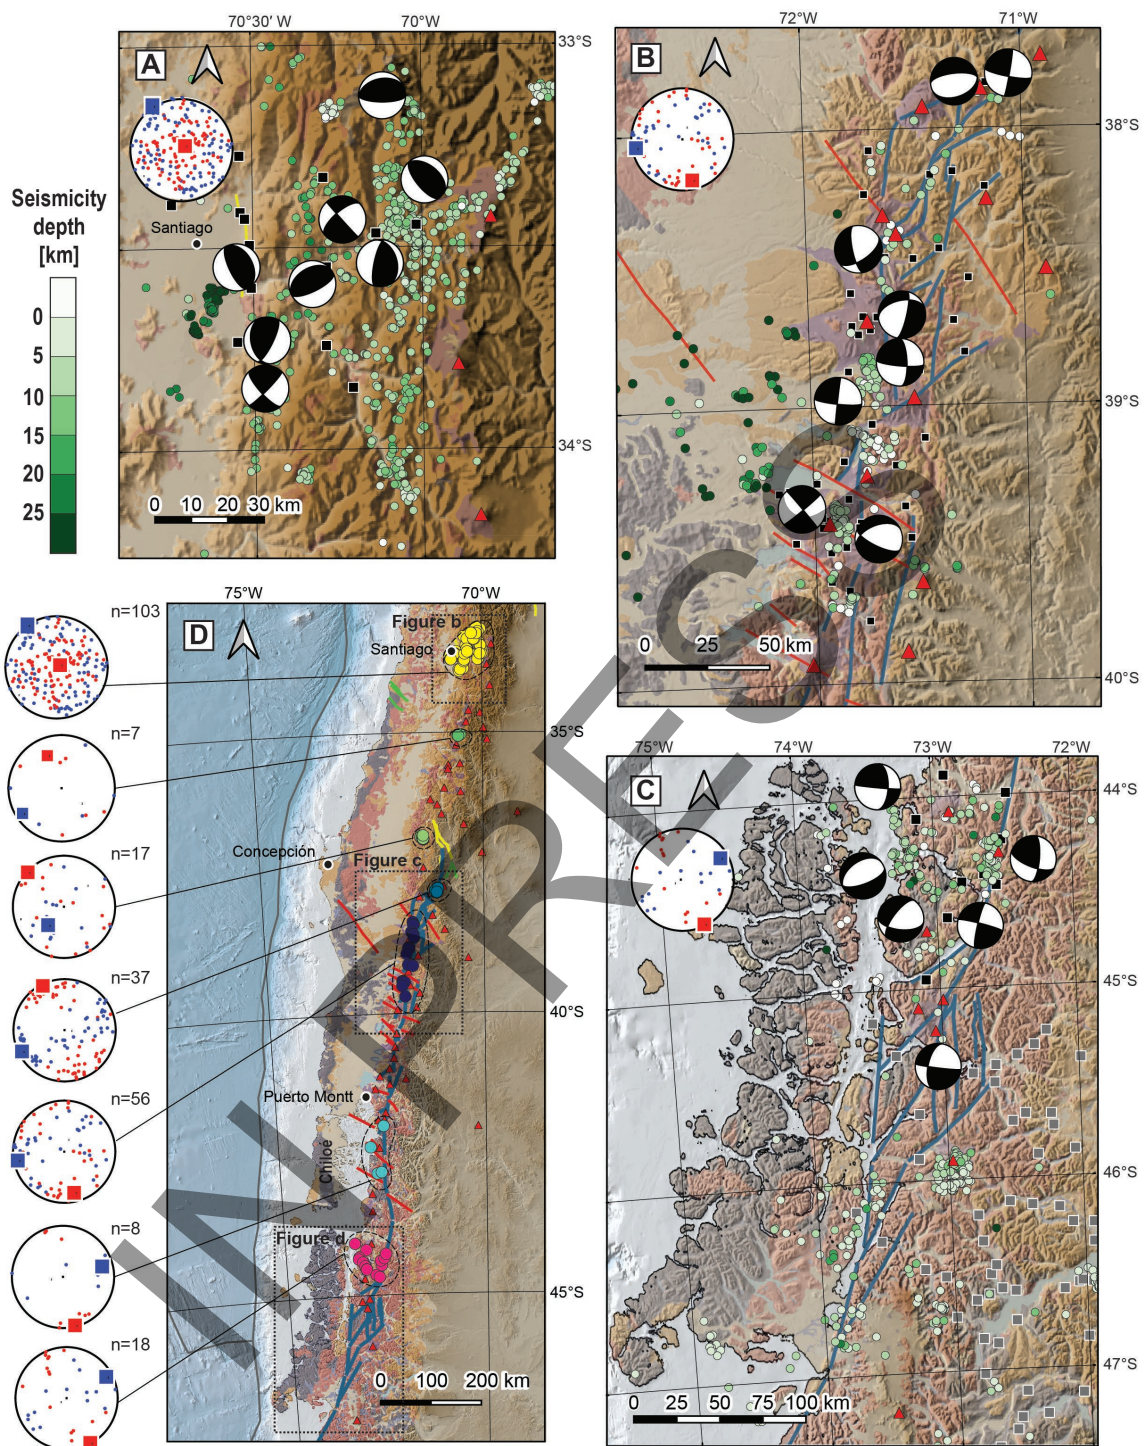 70°30' W
70°W
33°S
A
Santiago
34°S
0 10 20 30 km
Seismicity
depth
[km]
0
5
10
15
20
25
72°W
71°W
B
38°S
39°S
0 25 50 km
40°S
75°W
70°W
D
Figure b
Santiago
35°S
Concepción
Figure c
40°S
Puerto Montt
Chiloé
Figure d
45°S
0 100 200 km
n=103
n=7
n=17
n=37
n=56
n=8
n=18
75°W
74°W
73°W
72°W
C
44°S
45°S
46°S
47°S
0 25 50 75 100 km
IN PRESS